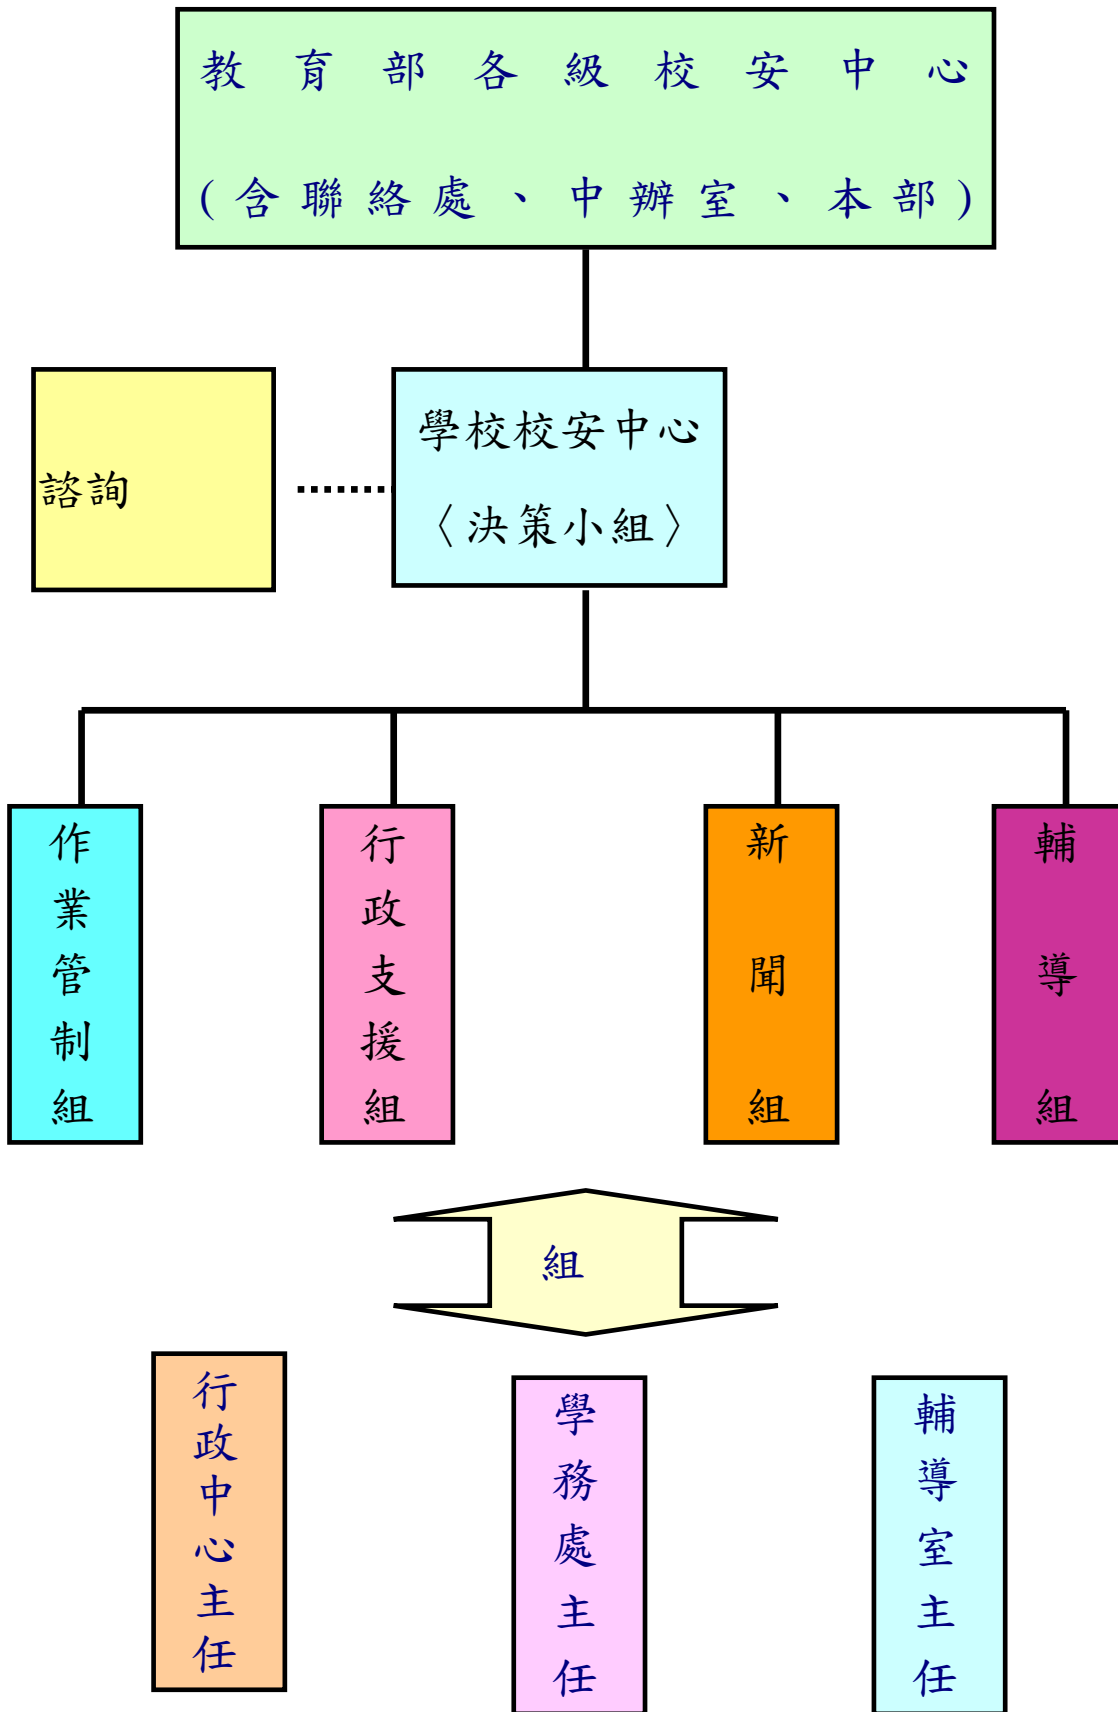 教育部各級校安中心
(含聯絡處、中辦室、本部)
諮詢
學校校安中心
〈決策小組〉
作業管制組
行政支援組
新聞組
輔導組
組
行政中心主任
學務處主任
輔導室主任